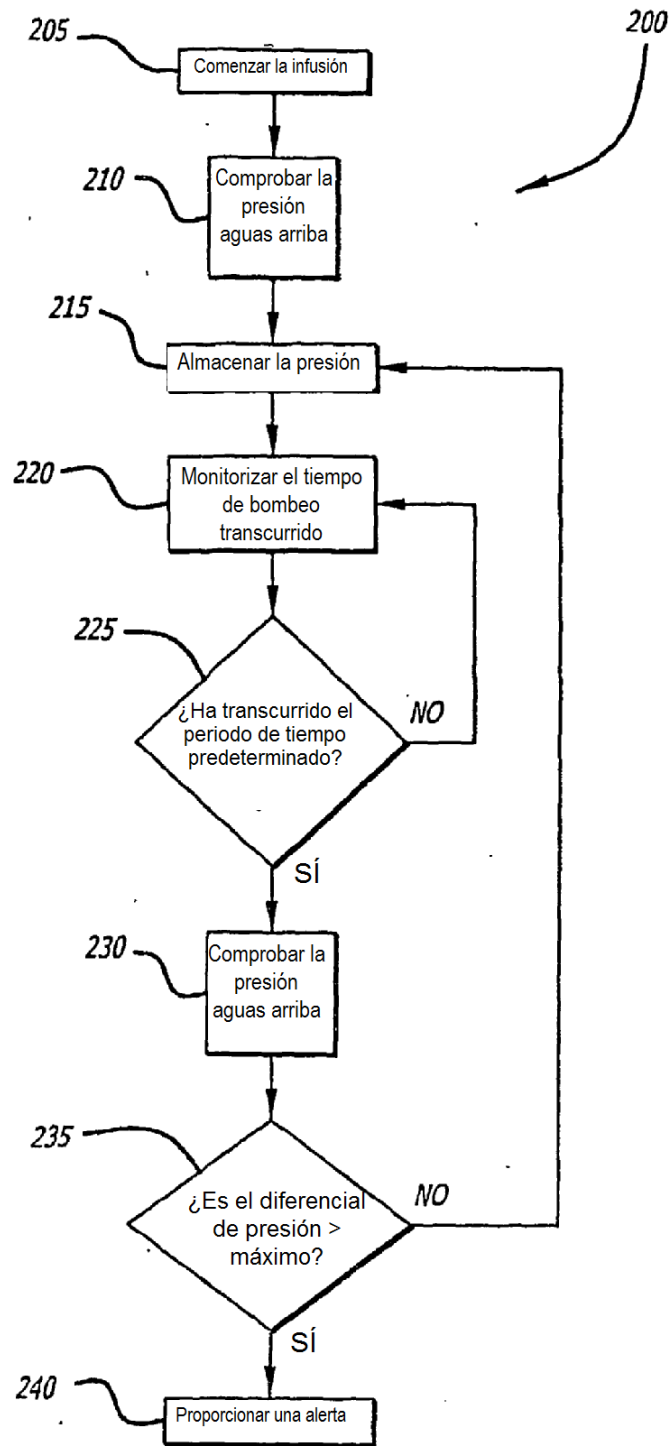 205
Comenzar la infusión
200
210
Comprobar la
presión
aguas arriba
215
Almacenar la presión
220
Monitorizar el tiempo
de bombeo
transcurrido
225
¿Ha transcurrido el
periodo de tiempo
predeterminado?
NO
SÍ
230
Comprobar la
presión
aguas arriba
235
¿Es el diferencial
de presión >
máximo?
NO
SÍ
240
Proporcionar una alerta